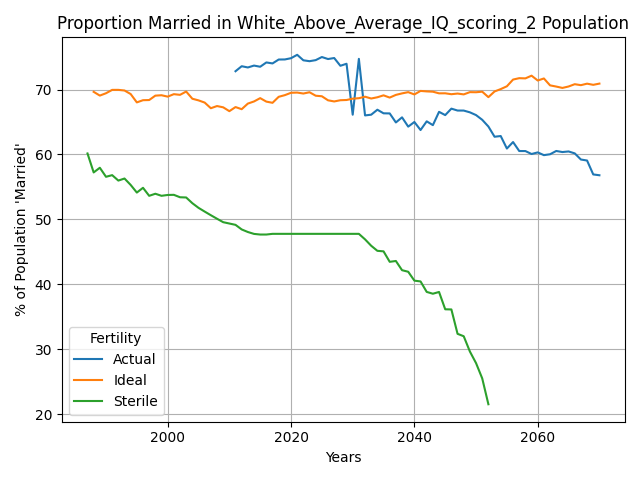 Proportion Married in White_Above_Average_IQ_scoring_2 Population
% of Population 'Married'
70
60
50
40
30
20
Fertility
Actual
Ideal
Sterile
2000 2020 2040 2060
Years